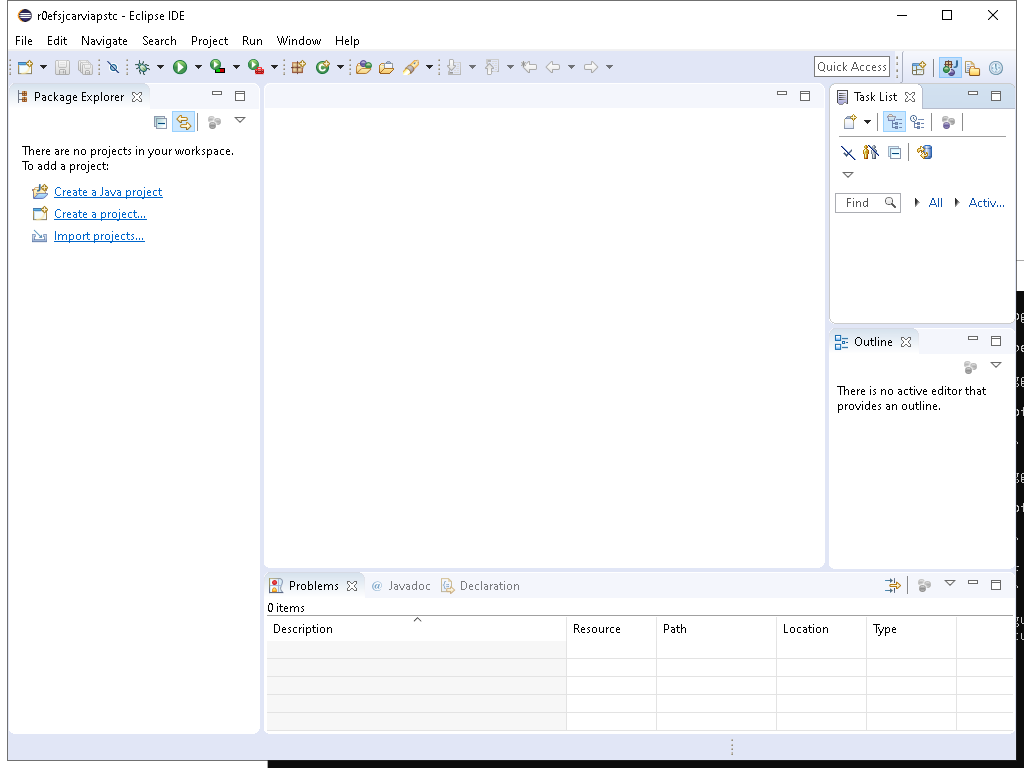 r0efsjcarviapstc - Eclipse IDE
File Edit Navigate Search Project Run Window Help
Quick Access
Package Explorer
Task List
There are no projects in your workspace.
To add a project:
Create a Java project
Create a project...
Import projects...
Find All Activ...
Outline
There is no active editor that
provides an outline.
Problems @ Javadoc Declaration
0 items
Description Resource Path Location Type